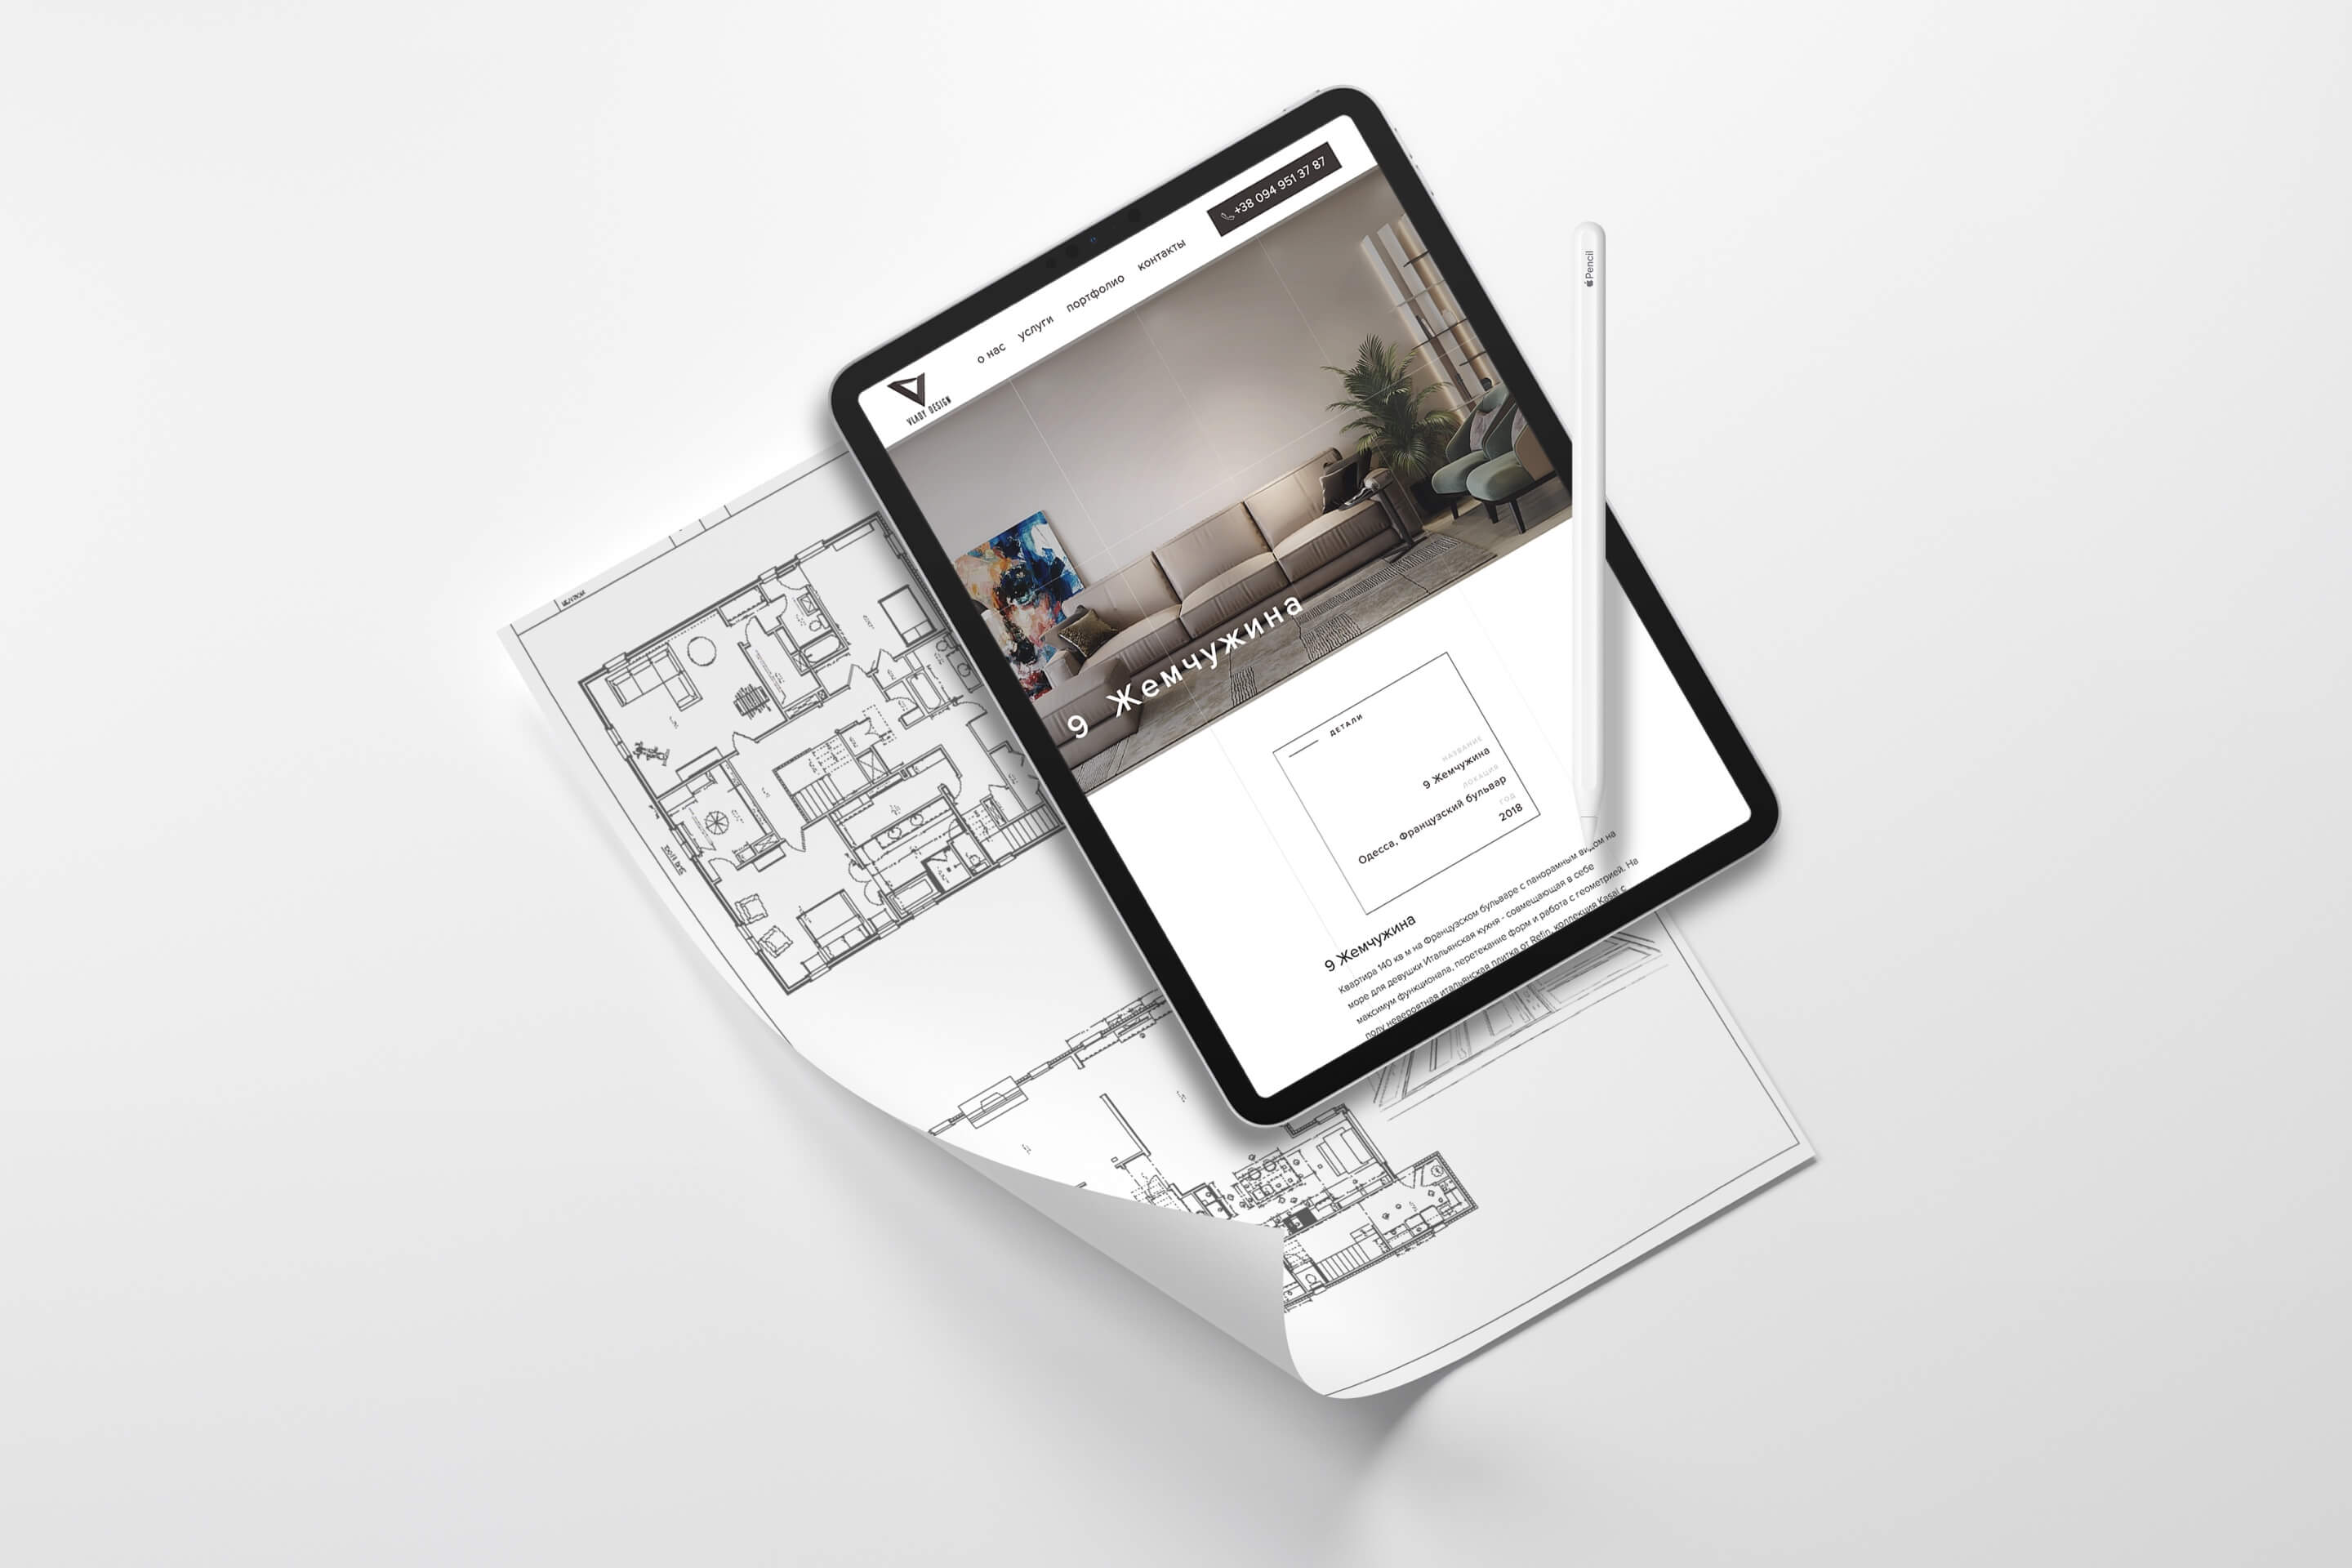 VLADY DESIGN
о нас услуги портфолио контакты
+38 094 951 37 87
9 Жемчужина
ДЕТАЛИ
НАЗВАНИЕ
9 Жемчужина
ЛОКАЦИЯ
Одесса, Французский бульвар
ГОД
2018
9 Жемчужина
Квартира 140 кв м на Французском бульваре с панорамным видом на
море для девушки Итальянская кухня - совмещающая в себе
максимум функционала, перетекание форм и работа с геометрией. На
полу невероятная итальянская плитка от Refin, коллекция Kasai с
Pencil